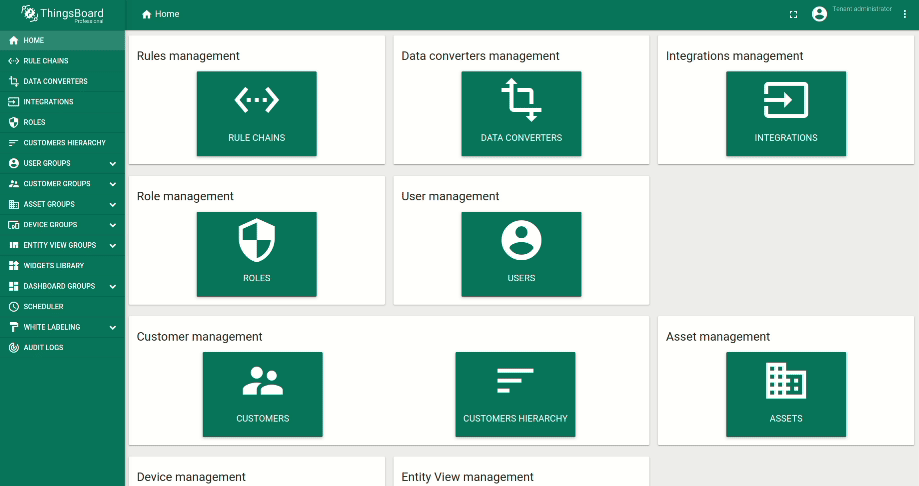 ThingsBoard
Professional
Home
Tenant administrator
HOME
RULE CHAINS
DATA CONVERTERS
INTEGRATIONS
ROLES
CUSTOMERS HIERARCHY
USER GROUPS
CUSTOMER GROUPS
ASSET GROUPS
DEVICE GROUPS
ENTITY VIEW GROUPS
WIDGETS LIBRARY
DASHBOARD GROUPS
SCHEDULER
WHITE LABELING
AUDIT LOGS
Rules management
RULE CHAINS
Data converters management
DATA CONVERTERS
Integrations management
INTEGRATIONS
Role management
ROLES
User management
USERS
Customer management
CUSTOMERS
CUSTOMERS HIERARCHY
Asset management
ASSETS
Device management
Entity View management